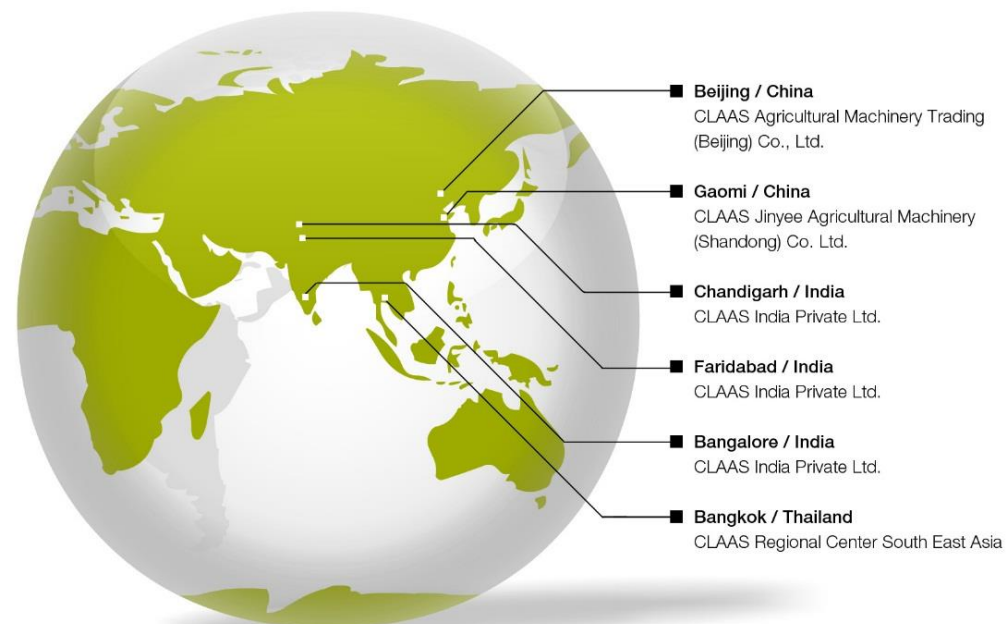 Beijing / China
CLAAS Agricultural Machinery Trading
(Beijing) Co., Ltd.
Gaomi / China
CLAAS Jinyee Agricultural Machinery
(Shandong) Co. Ltd.
Chandigarh / India
CLAAS India Private Ltd.
Faridabad / India
CLAAS India Private Ltd.
Bangalore / India
CLAAS India Private Ltd.
Bangkok / Thailand
CLAAS Regional Center South East Asia